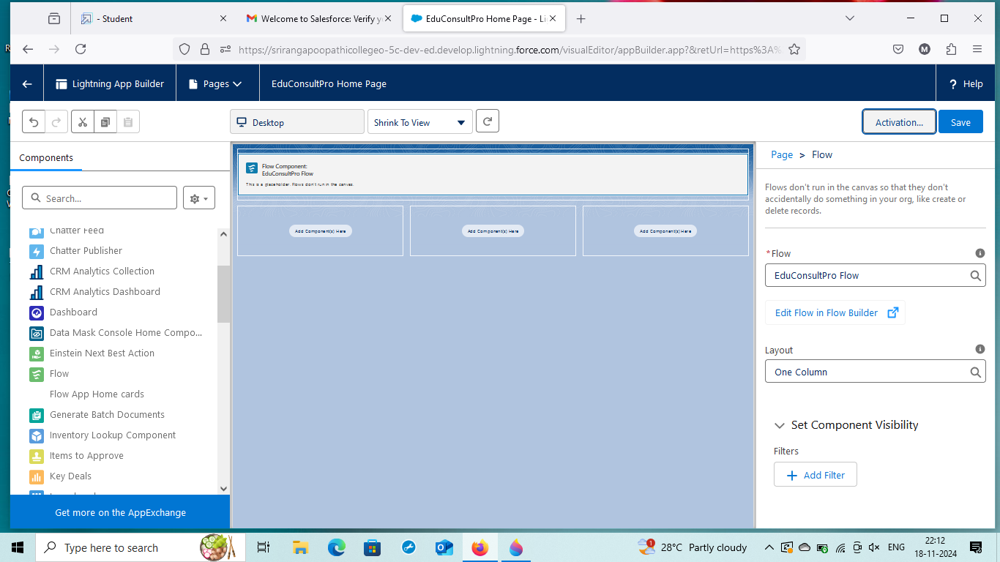 - Student
Welcome to Salesforce: Verify y
EduConsultPro Home Page - Li
https://srirangapoopathicollegeo-5c-dev-ed.develop.lightning.force.com/visualEditor/appBuilder.app?&retUrl=https%3A%
M
Lightning App Builder
Pages
EduConsultPro Home Page
? Help
Desktop
Shrink To View
Activation...
Save
Components
Search...
Chatter Feed
Chatter Publisher
CRM Analytics Collection
CRM Analytics Dashboard
Dashboard
Data Mask Console Home Compo...
Einstein Next Best Action
Flow
Flow App Home cards
Generate Batch Documents
Inventory Lookup Component
Items to Approve
Key Deals
Get more on the AppExchange
Flow Component:
EduConsultPro Flow
This is a placeholder. Flows don't run in the canvas.
Add Component(s) Here
Add Component(s) Here
Add Component(s) Here
Page > Flow
Flows don't run in the canvas so that they don't
accidentally do something in your org, like create or
delete records.
*Flow
EduConsultPro Flow
Edit Flow in Flow Builder
Layout
One Column
Set Component Visibility
Filters
Add Filter
Type here to search
1
28°C Partly cloudy
ENG
22:12
18-11-2024